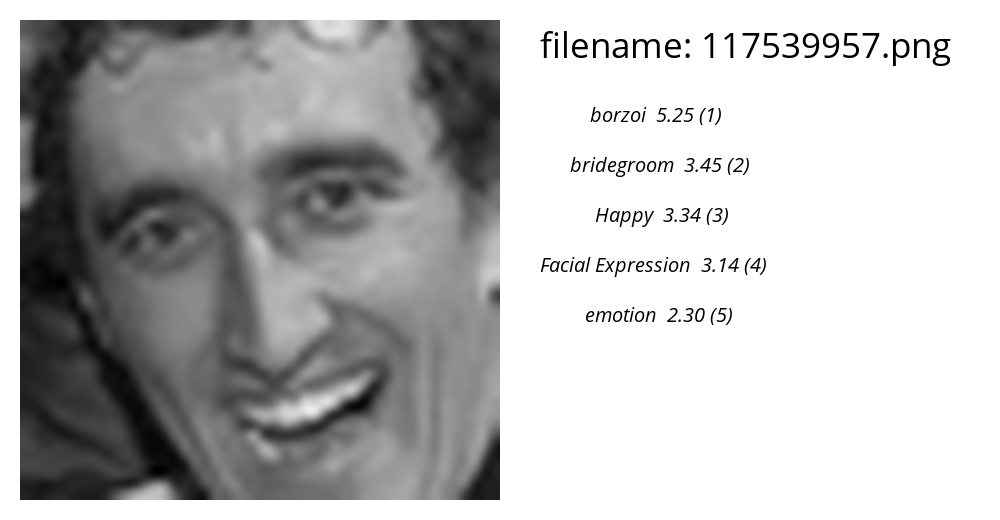 filename: 117539957.png
borzoi 5.25 (1)
bridegroom 3.45 (2)
Happy 3.34 (3)
Facial Expression 3.14 (4)
emotion 2.30 (5)